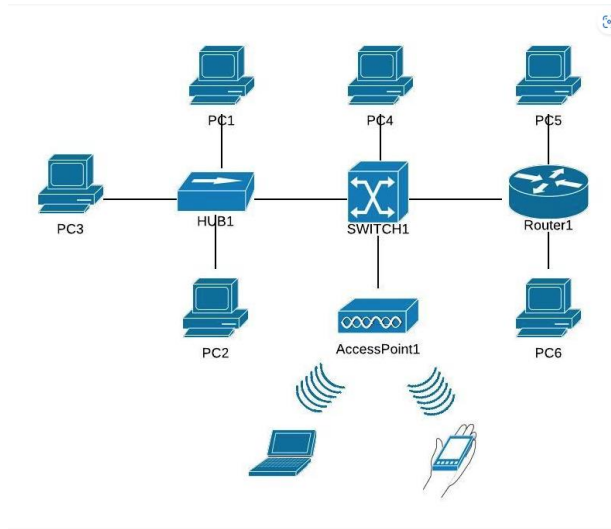 PC1
PC4
PC5
PC3
HUB1
SWITCH1
Router1
PC2
AccessPoint1
PC6